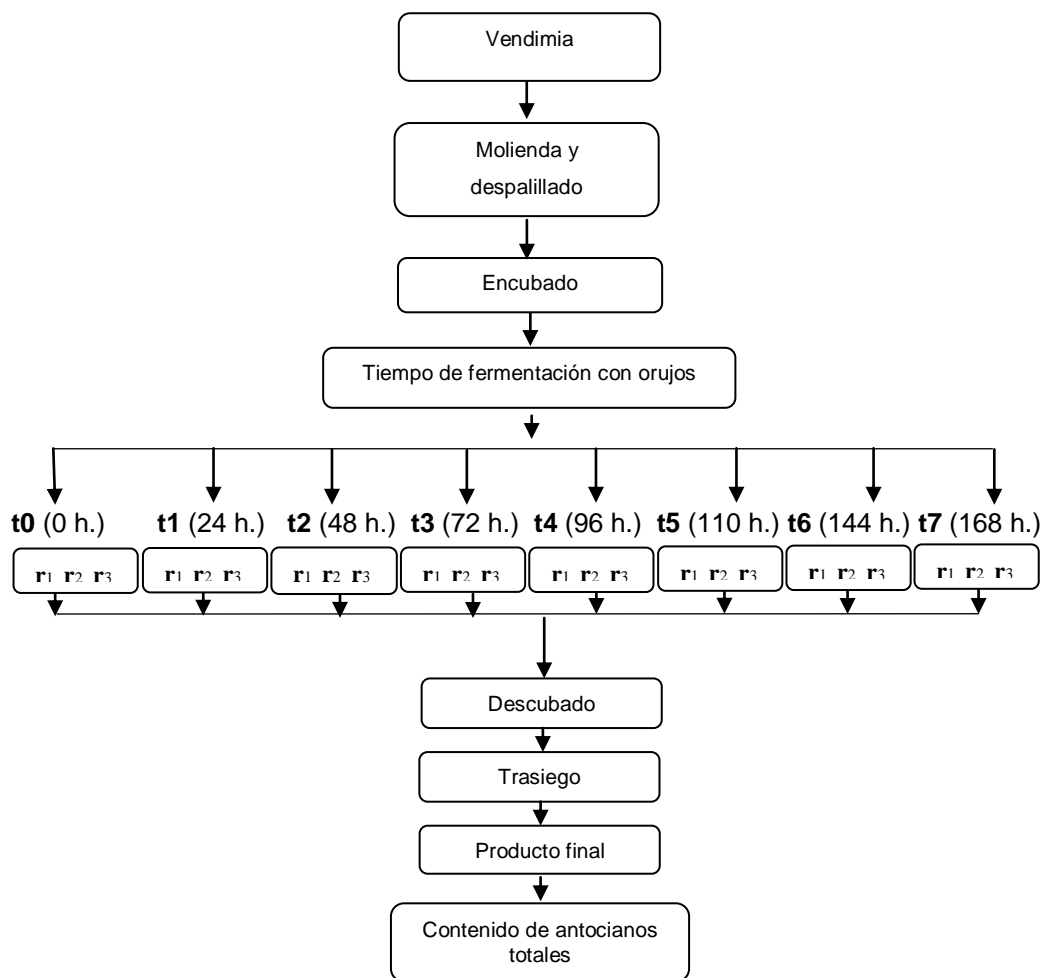 Vendimia
Molienda y
despalillado
Encubado
Tiempo de fermentación con orujos
t0 (0 h.) t1 (24 h.) t2 (48 h.) t3 (72 h.) t4 (96 h.) t5 (110 h.) t6 (144 h.) t7 (168 h.)
r1 r2 r3 r1 r2 r3 r1 r2 r3 r1 r2 r3 r1 r2 r3 r1 r2 r3 r1 r2 r3 r1 r2 r3
Descubado
Trasiego
Producto final
Contenido de antocianos
totales